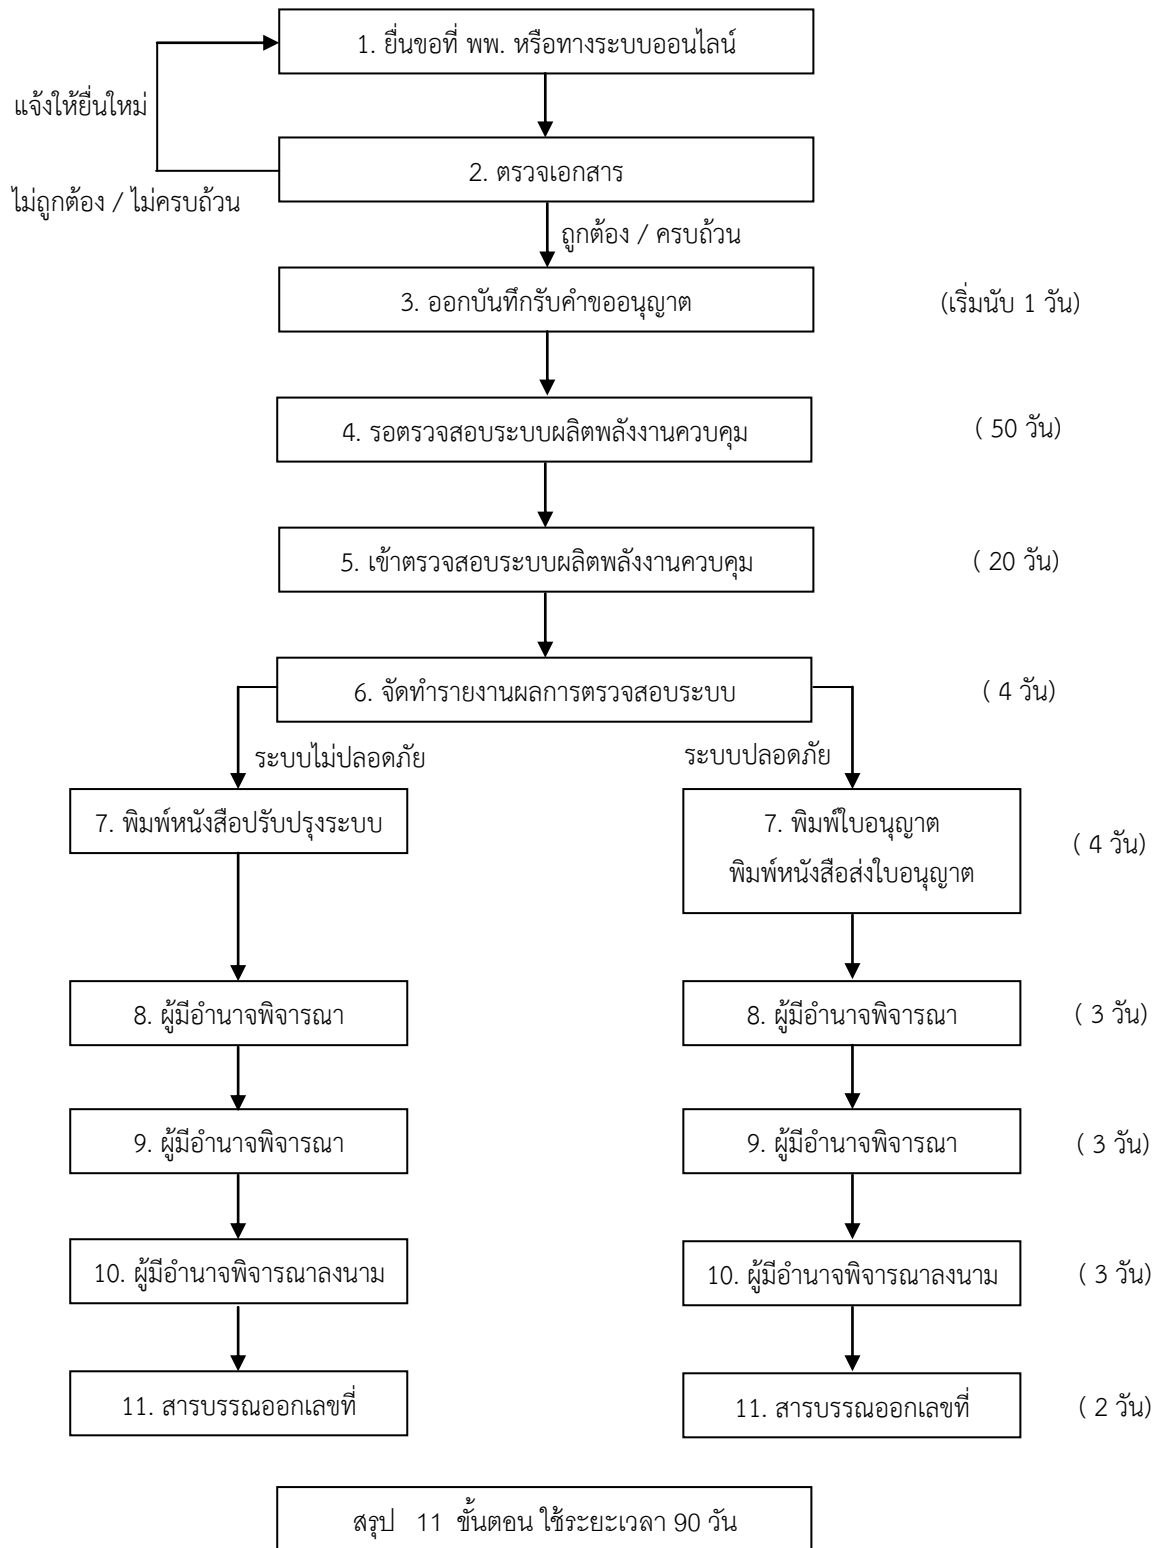 1. ยื่นขอที่ พพ. หรือทางระบบออนไลน์
แจ้งให้ยื่นใหม่
2. ตรวจเอกสาร
ไม่ถูกต้อง / ไม่ครบถ้วน
ถูกต้อง / ครบถ้วน
3. ออกบันทึกรับคำขออนุญาต
(เริ่มนับ 1 วัน)
4. รอตรวจสอบระบบผลิตพลังงานควบคุม
( 50 วัน)
5. เข้าตรวจสอบระบบผลิตพลังงานควบคุม
( 20 วัน)
6. จัดทำรายงานผลการตรวจสอบระบบ
( 4 วัน)
ระบบไม่ปลอดภัย
ระบบปลอดภัย
7. พิมพ์หนังสือปรับปรุงระบบ
7. พิมพ์ใบอนุญาต
พิมพ์หนังสือส่งใบอนุญาต
( 4 วัน)
8. ผู้มีอำนาจพิจารณา
8. ผู้มีอำนาจพิจารณา
( 3 วัน)
9. ผู้มีอำนาจพิจารณา
9. ผู้มีอำนาจพิจารณา
( 3 วัน)
10. ผู้มีอำนาจพิจารณาลงนาม
10. ผู้มีอำนาจพิจารณาลงนาม
( 3 วัน)
11. สารบรรณออกเลขที่
11. สารบรรณออกเลขที่
( 2 วัน)
สรุป 11 ขั้นตอน ใช้ระยะเวลา 90 วัน